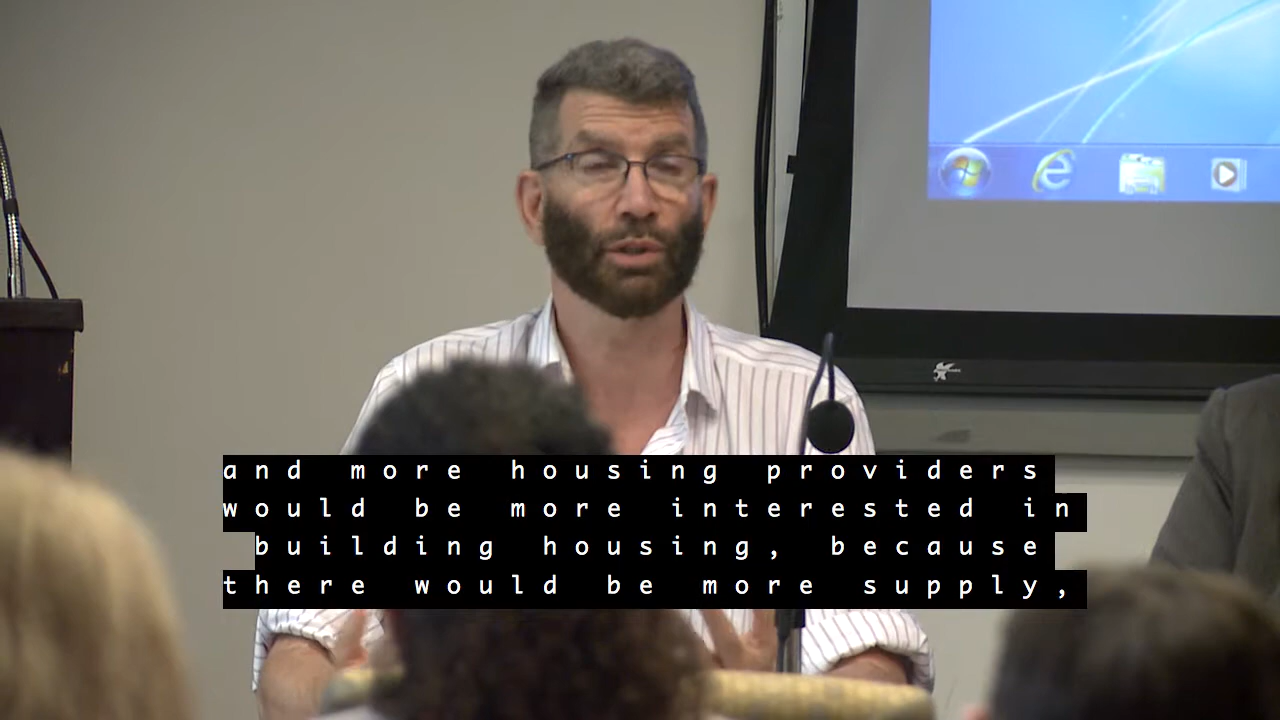 and more housing providers
would be more interested in
building housing, because
there would be more supply,